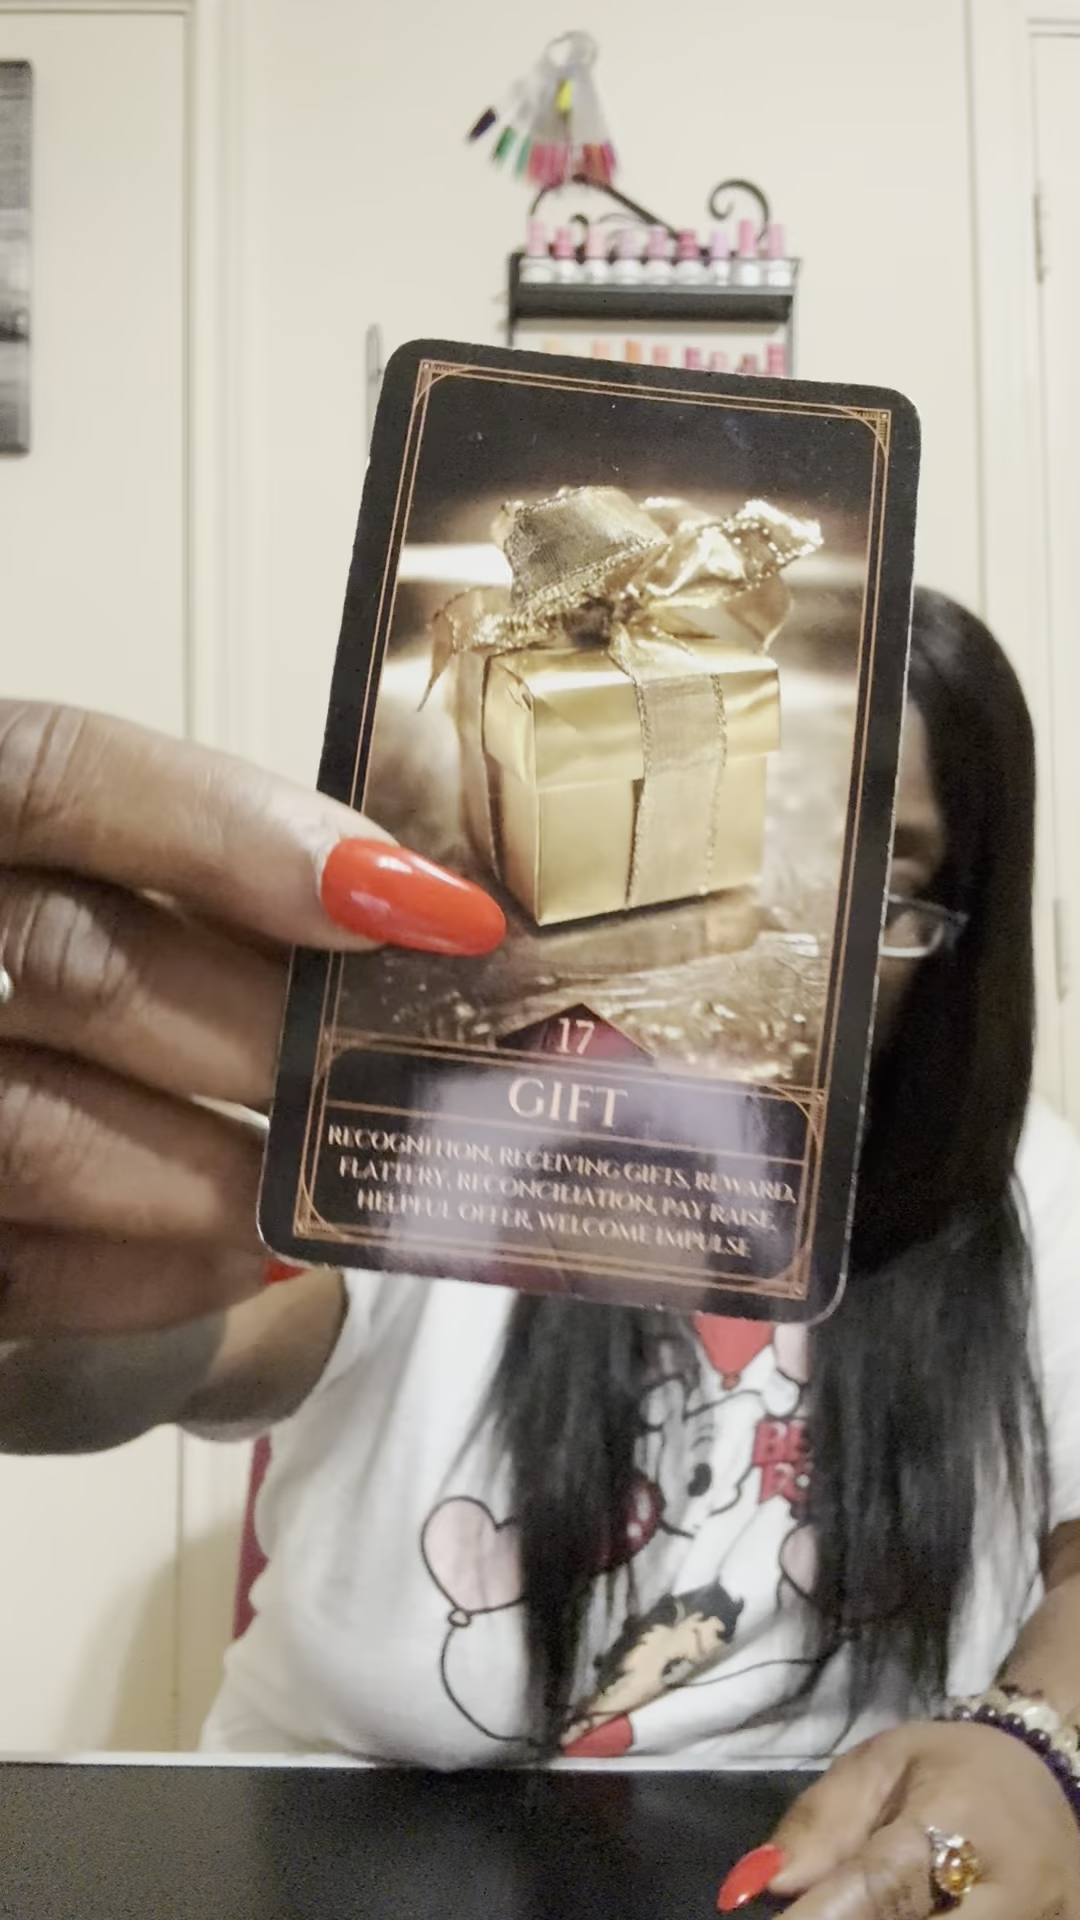 17
GIFT
RECOGNITION, RECEIVING GIFTS, REWARD,
FLATTERY, RECONCILIATION, PAY RAISE,
HELPFUL OFFER, WELCOME IMPULSE